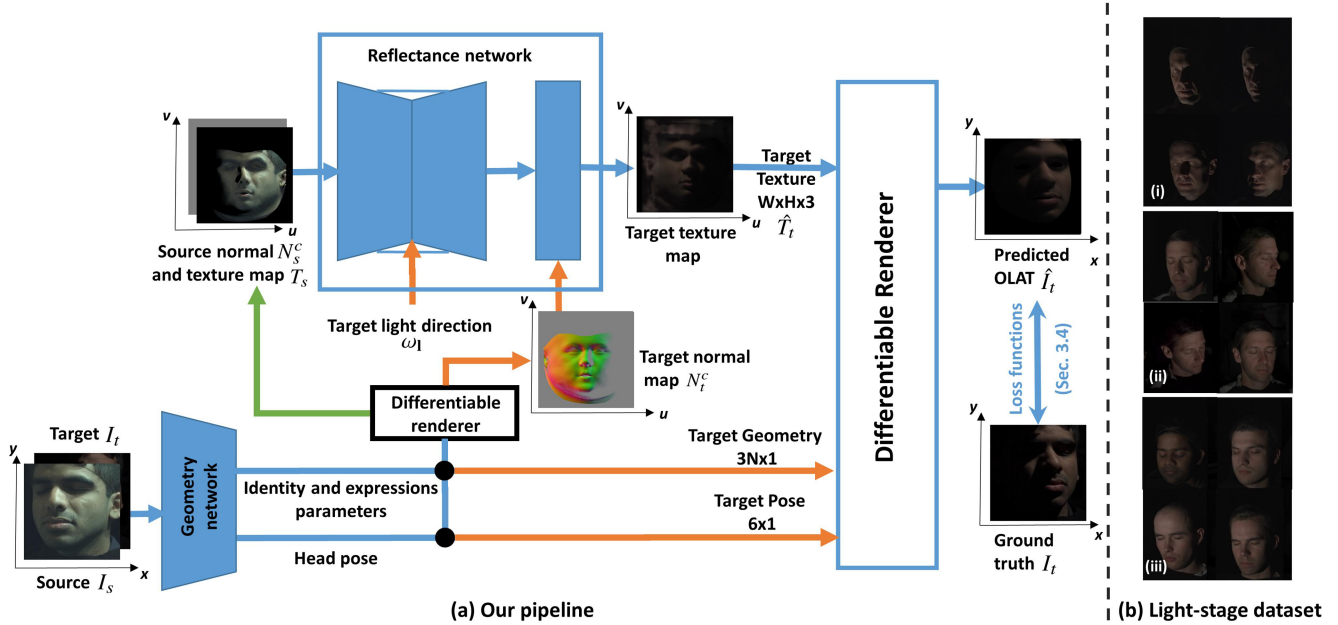 Reflectance network
v
u
Source normal N_s^c
and texture map T_s
Target light direction
ω_l
v
u
Target texture
map
Target
Texture
WxHx3
T̂_t
v
u
Target normal
map N_t^c
Differentiable
renderer
Differentiable Renderer
y
x
Predicted
OLAT Î_t
Loss functions
(Sec. 3.4)
y
x
Ground
truth I_t
Target I_t
y
x
Source I_s
Geometry
network
Identity and expressions
parameters
Head pose
Target Geometry
3Nx1
Target Pose
6x1
(a) Our pipeline
(i)
(ii)
(iii)
(b) Light-stage dataset